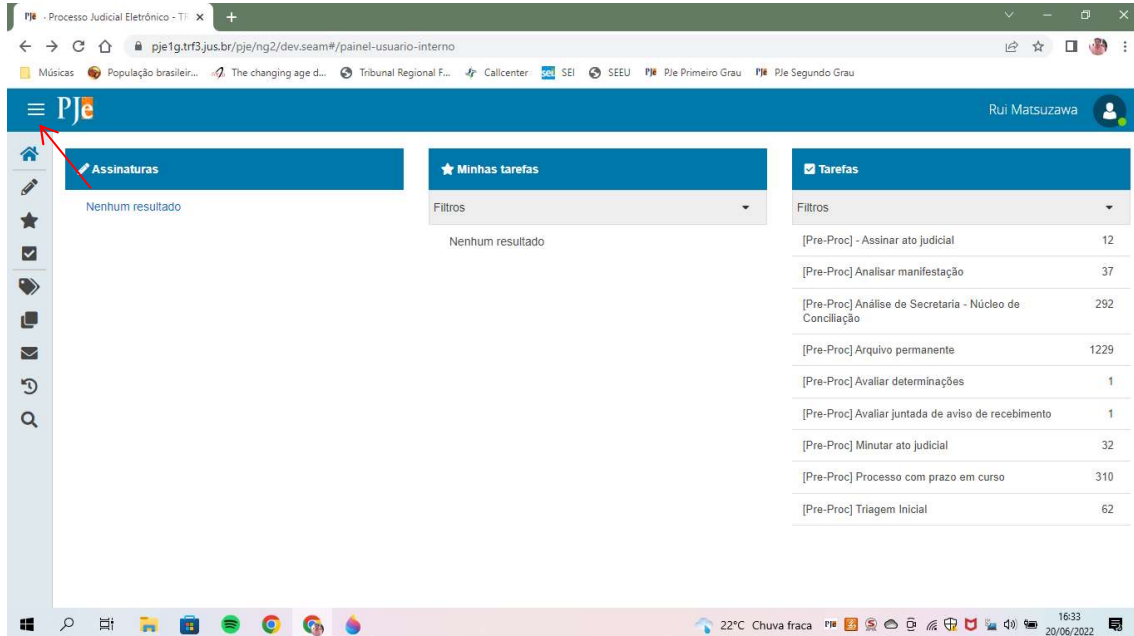 PJe - Processo Judicial Eletrônico - TF
pje1g.trf3.jus.br/pje/ng2/dev.seam#/painel-usuario-interno
Músicas População brasileir... The changing age d... Tribunal Regional F... Callcenter sei! SEI SEEU PJe PJe Primeiro Grau PJe PJe Segundo Grau
PJe Rui Matsuzawa
Assinaturas
Nenhum resultado
Minhas tarefas
Filtros
Nenhum resultado
Tarefas
Filtros
[Pre-Proc] - Assinar ato judicial 12
[Pre-Proc] Analisar manifestação 37
[Pre-Proc] Análise de Secretaria - Núcleo de 292
Conciliação
[Pre-Proc] Arquivo permanente 1229
[Pre-Proc] Avaliar determinações 1
[Pre-Proc] Avaliar juntada de aviso de recebimento 1
[Pre-Proc] Minutar ato judicial 32
[Pre-Proc] Processo com prazo em curso 310
[Pre-Proc] Triagem Inicial 62
22°C Chuva fraca PJe 16:33
20/06/2022